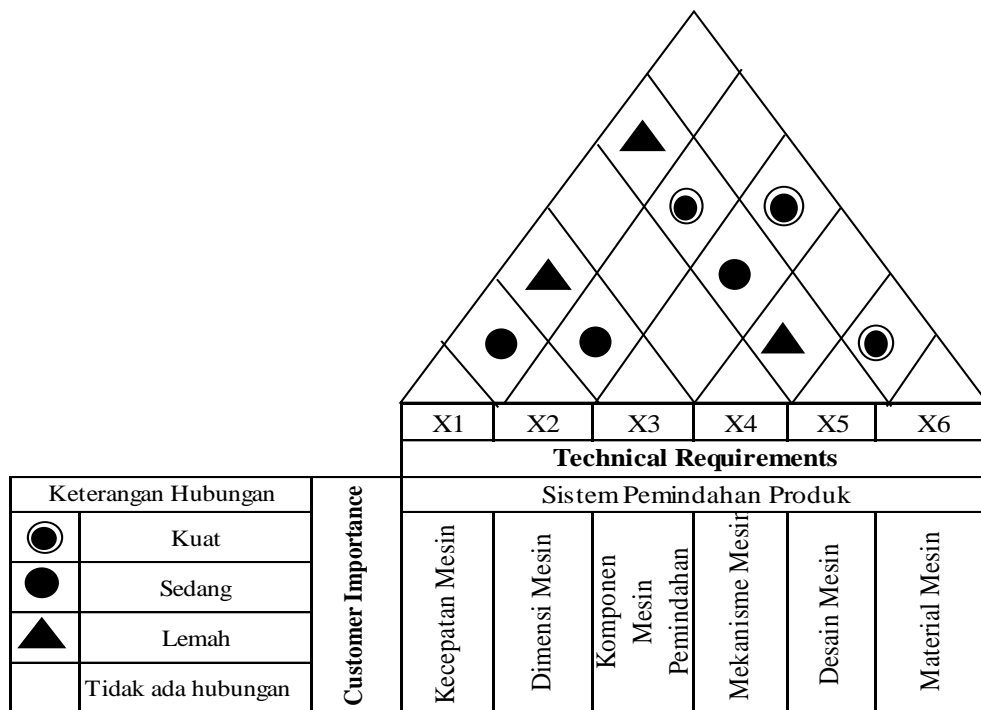 X1 X2 X3 X4 X5 X6
Technical Requirements
Keterangan Hubungan
Sistem Pemindahan Produk
Kuat
Sedang
Lemah
Tidak ada hubungan
Customer Importance
Kecepatan Mesin
Dimensi Mesin
Komponen
Mesin
Pemindahan
Mekanisme Mesin
Desain Mesin
Material Mesin